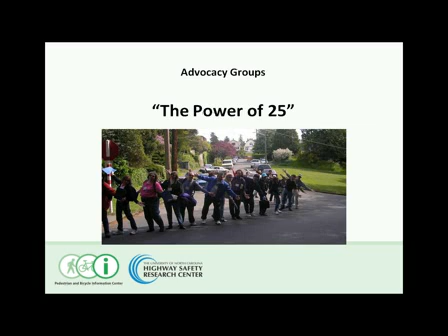 Advocacy Groups
“The Power of 25”
i
Pedestrian and Bicycle Information Center
THE UNIVERSITY OF NORTH CAROLINA
HIGHWAY SAFETY
RESEARCH CENTER